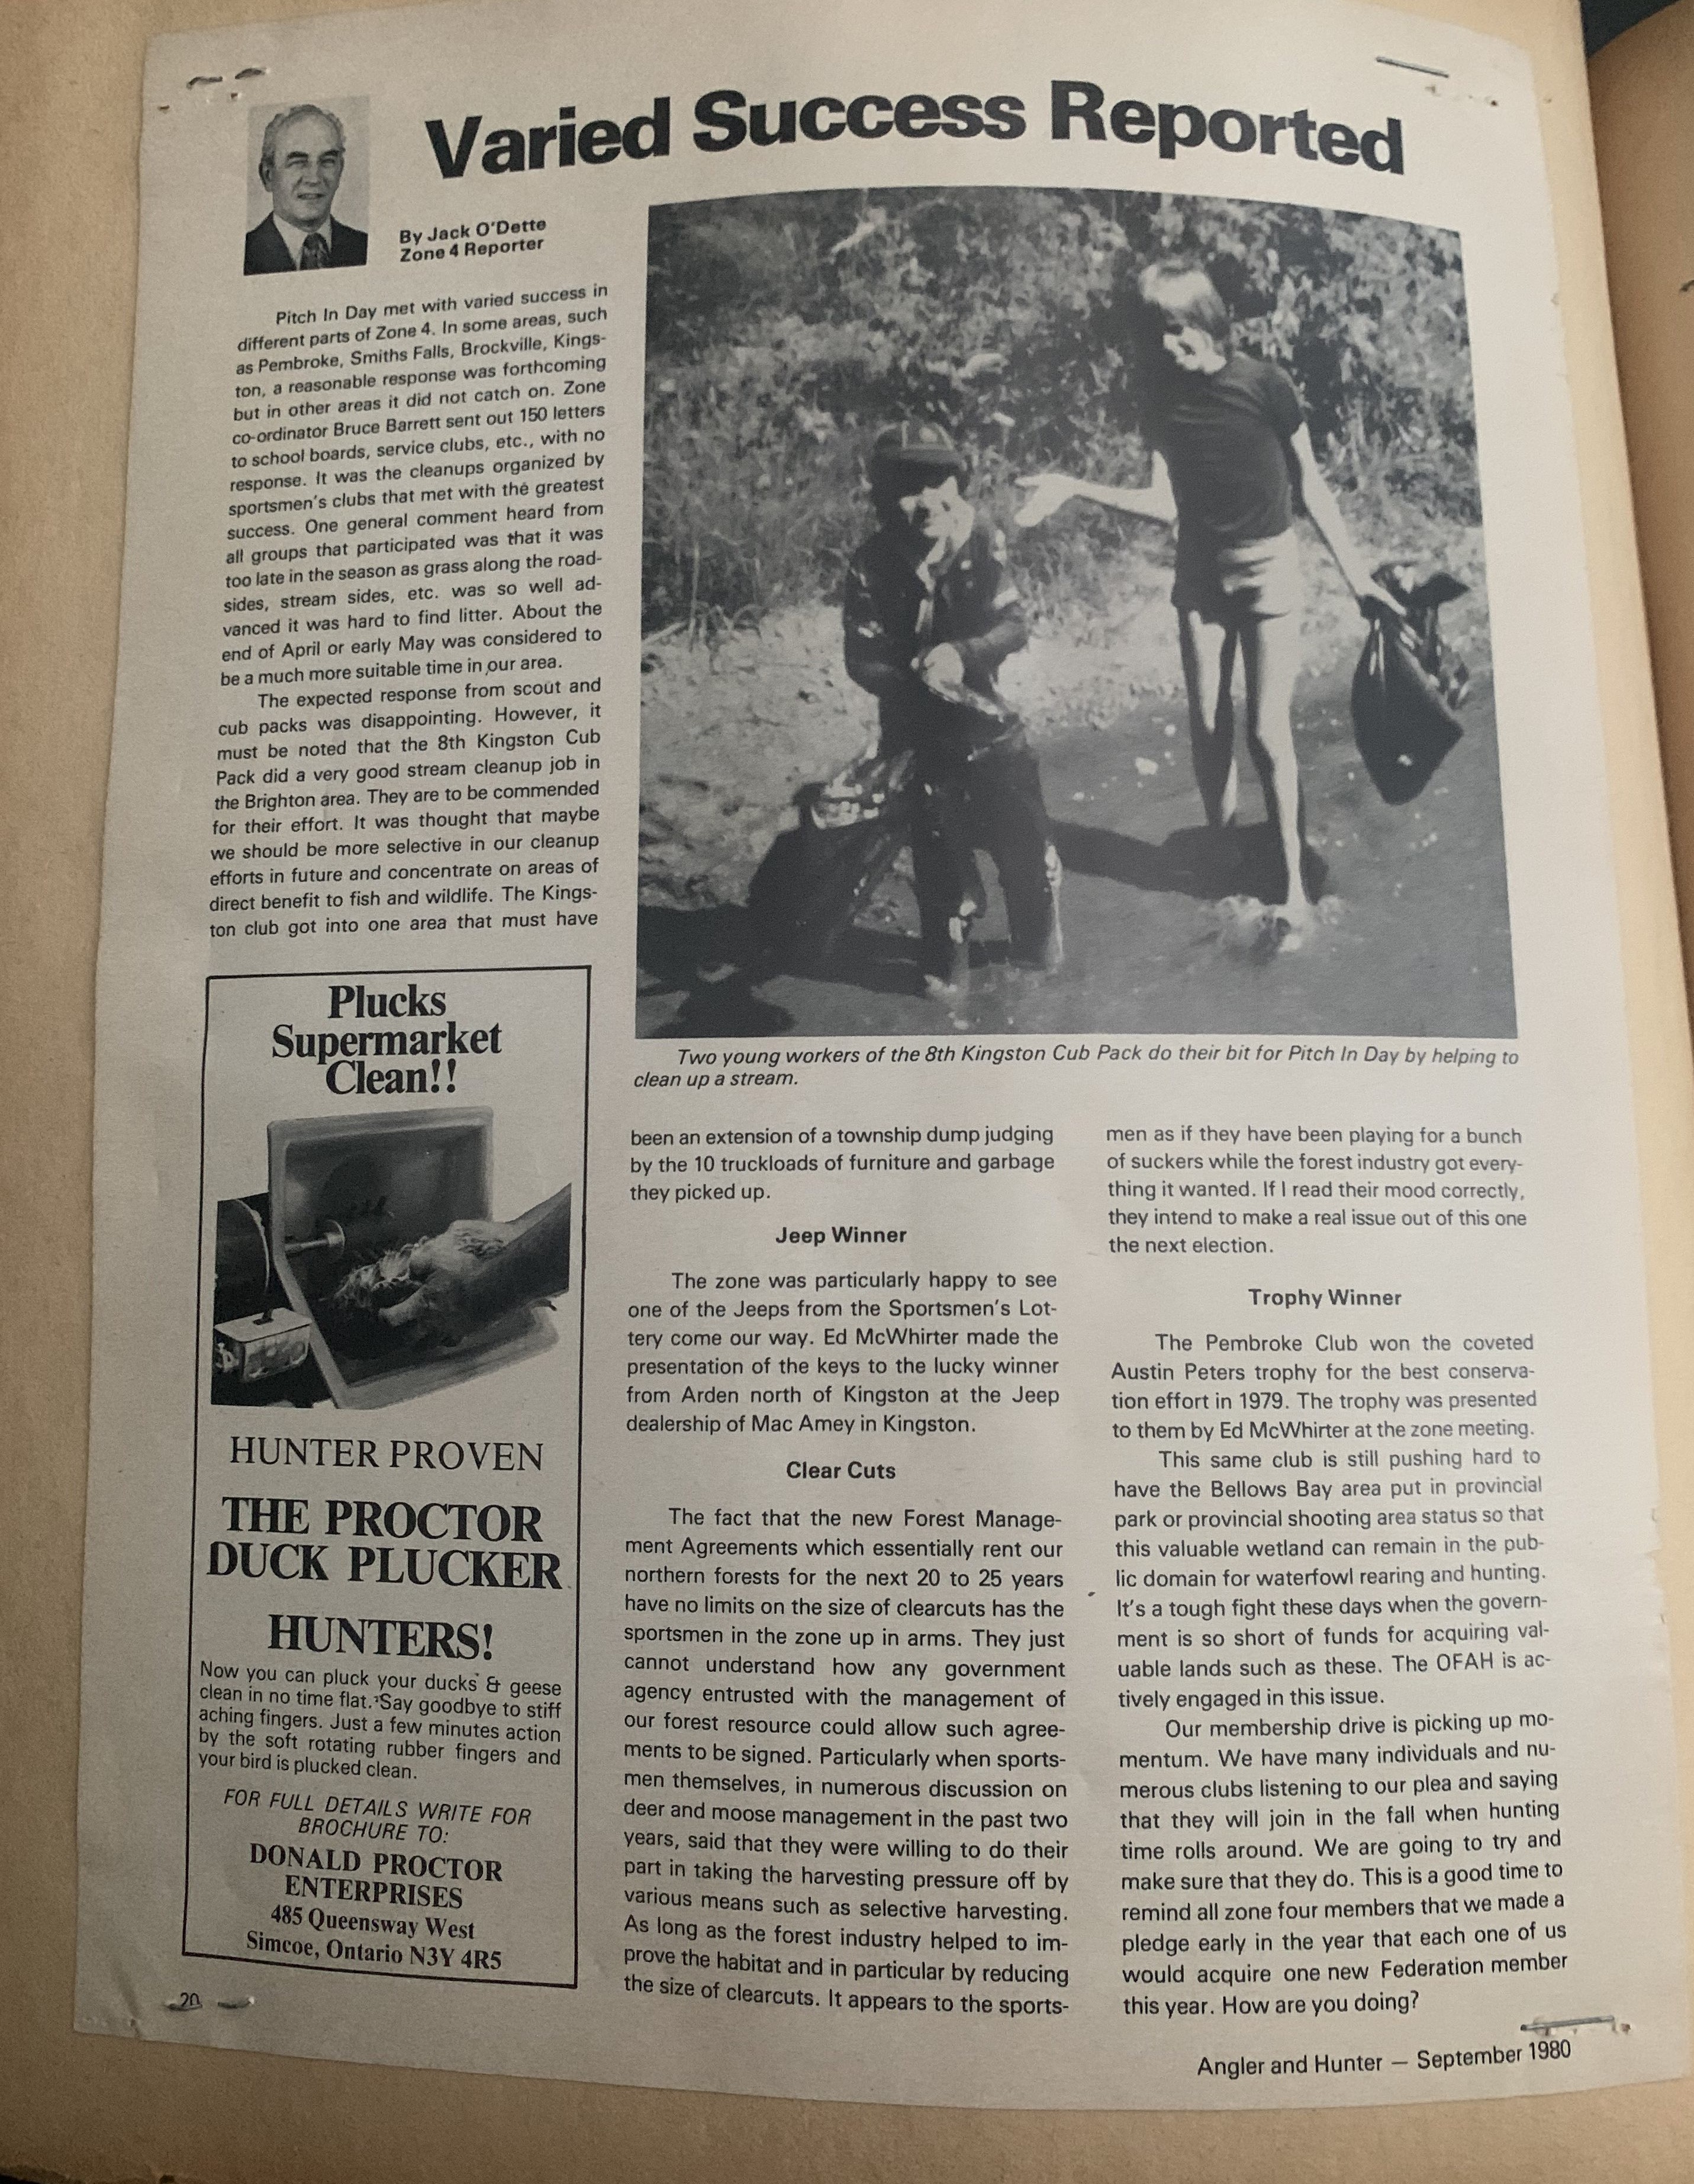 Varied Success Reported
By Jack O'Dette
Zone 4 Reporter
Pitch In Day met with varied success in
different parts of Zone 4. In some areas, such
as Pembroke, Smiths Falls, Brockville, Kings-
ton, a reasonable response was forthcoming
but in other areas it did not catch on. Zone
co-ordinator Bruce Barrett sent out 150 letters
to school boards, service clubs, etc., with no
response. It was the cleanups organized by
sportsmen's clubs that met with the greatest
success. One general comment heard from
all groups that participated was that it was
too late in the season as grass along the road-
sides, stream sides, etc. was so well ad-
vanced it was hard to find litter. About the
end of April or early May was considered to
be a much more suitable time in our area.
The expected response from scout and
cub packs was disappointing. However, it
must be noted that the 8th Kingston Cub
Pack did a very good stream cleanup job in
the Brighton area. They are to be commended
for their effort. It was thought that maybe
we should be more selective in our cleanup
efforts in future and concentrate on areas of
direct benefit to fish and wildlife. The Kings-
ton club got into one area that must have
Two young workers of the 8th Kingston Cub Pack do their bit for Pitch In Day by helping to
clean up a stream.
been an extension of a township dump judging
by the 10 truckloads of furniture and garbage
they picked up.
Jeep Winner
The zone was particularly happy to see
one of the Jeeps from the Sportsmen's Lot-
tery come our way. Ed McWhirter made the
presentation of the keys to the lucky winner
from Arden north of Kingston at the Jeep
dealership of Mac Amey in Kingston.
Clear Cuts
The fact that the new Forest Manage-
ment Agreements which essentially rent our
northern forests for the next 20 to 25 years
have no limits on the size of clearcuts has the
sportsmen in the zone up in arms. They just
cannot understand how any government
agency entrusted with the management of
our forest resource could allow such agree-
ments to be signed. Particularly when sports-
men themselves, in numerous discussion on
deer and moose management in the past two
years, said that they were willing to do their
part in taking the harvesting pressure off by
various means such as selective harvesting.
As long as the forest industry helped to im-
prove the habitat and in particular by reducing
the size of clearcuts. It appears to the sports-
men as if they have been playing for a bunch
of suckers while the forest industry got every-
thing it wanted. If I read their mood correctly,
they intend to make a real issue out of this one
the next election.
Trophy Winner
The Pembroke Club won the coveted
Austin Peters trophy for the best conserva-
tion effort in 1979. The trophy was presented
to them by Ed McWhirter at the zone meeting.
This same club is still pushing hard to
have the Bellows Bay area put in provincial
park or provincial shooting area status so that
this valuable wetland can remain in the pub-
lic domain for waterfowl rearing and hunting.
It's a tough fight these days when the govern-
ment is so short of funds for acquiring val-
uable lands such as these. The OFAH is ac-
tively engaged in this issue.
Our membership drive is picking up mo-
mentum. We have many individuals and nu-
merous clubs listening to our plea and saying
that they will join in the fall when hunting
time rolls around. We are going to try and
make sure that they do. This is a good time to
remind all zone four members that we made a
pledge early in the year that each one of us
would acquire one new Federation member
this year. How are you doing?
Plucks
Supermarket
Clean!!
HUNTER PROVEN
THE PROCTOR
DUCK PLUCKER
HUNTERS!
Now you can pluck your ducks & geese
clean in no time flat. Say goodbye to stiff
aching fingers. Just a few minutes action
by the soft rotating rubber fingers and
your bird is plucked clean.
FOR FULL DETAILS WRITE FOR
BROCHURE TO:
DONALD PROCTOR
ENTERPRISES
485 Queensway West
Simcoe, Ontario N3Y 4R5
20
Angler and Hunter — September 1980